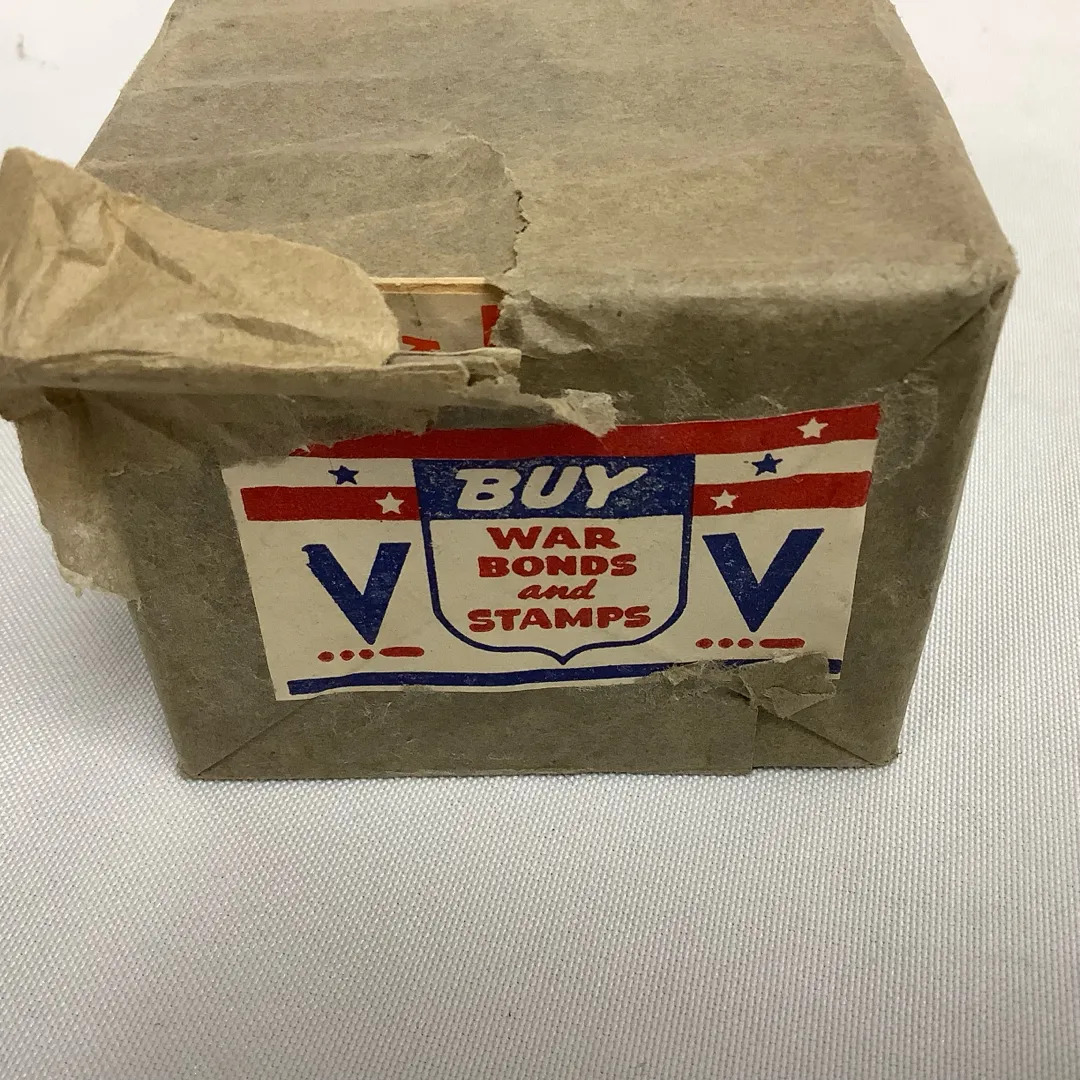 BUY
WAR
BONDS
and
STAMPS
V V